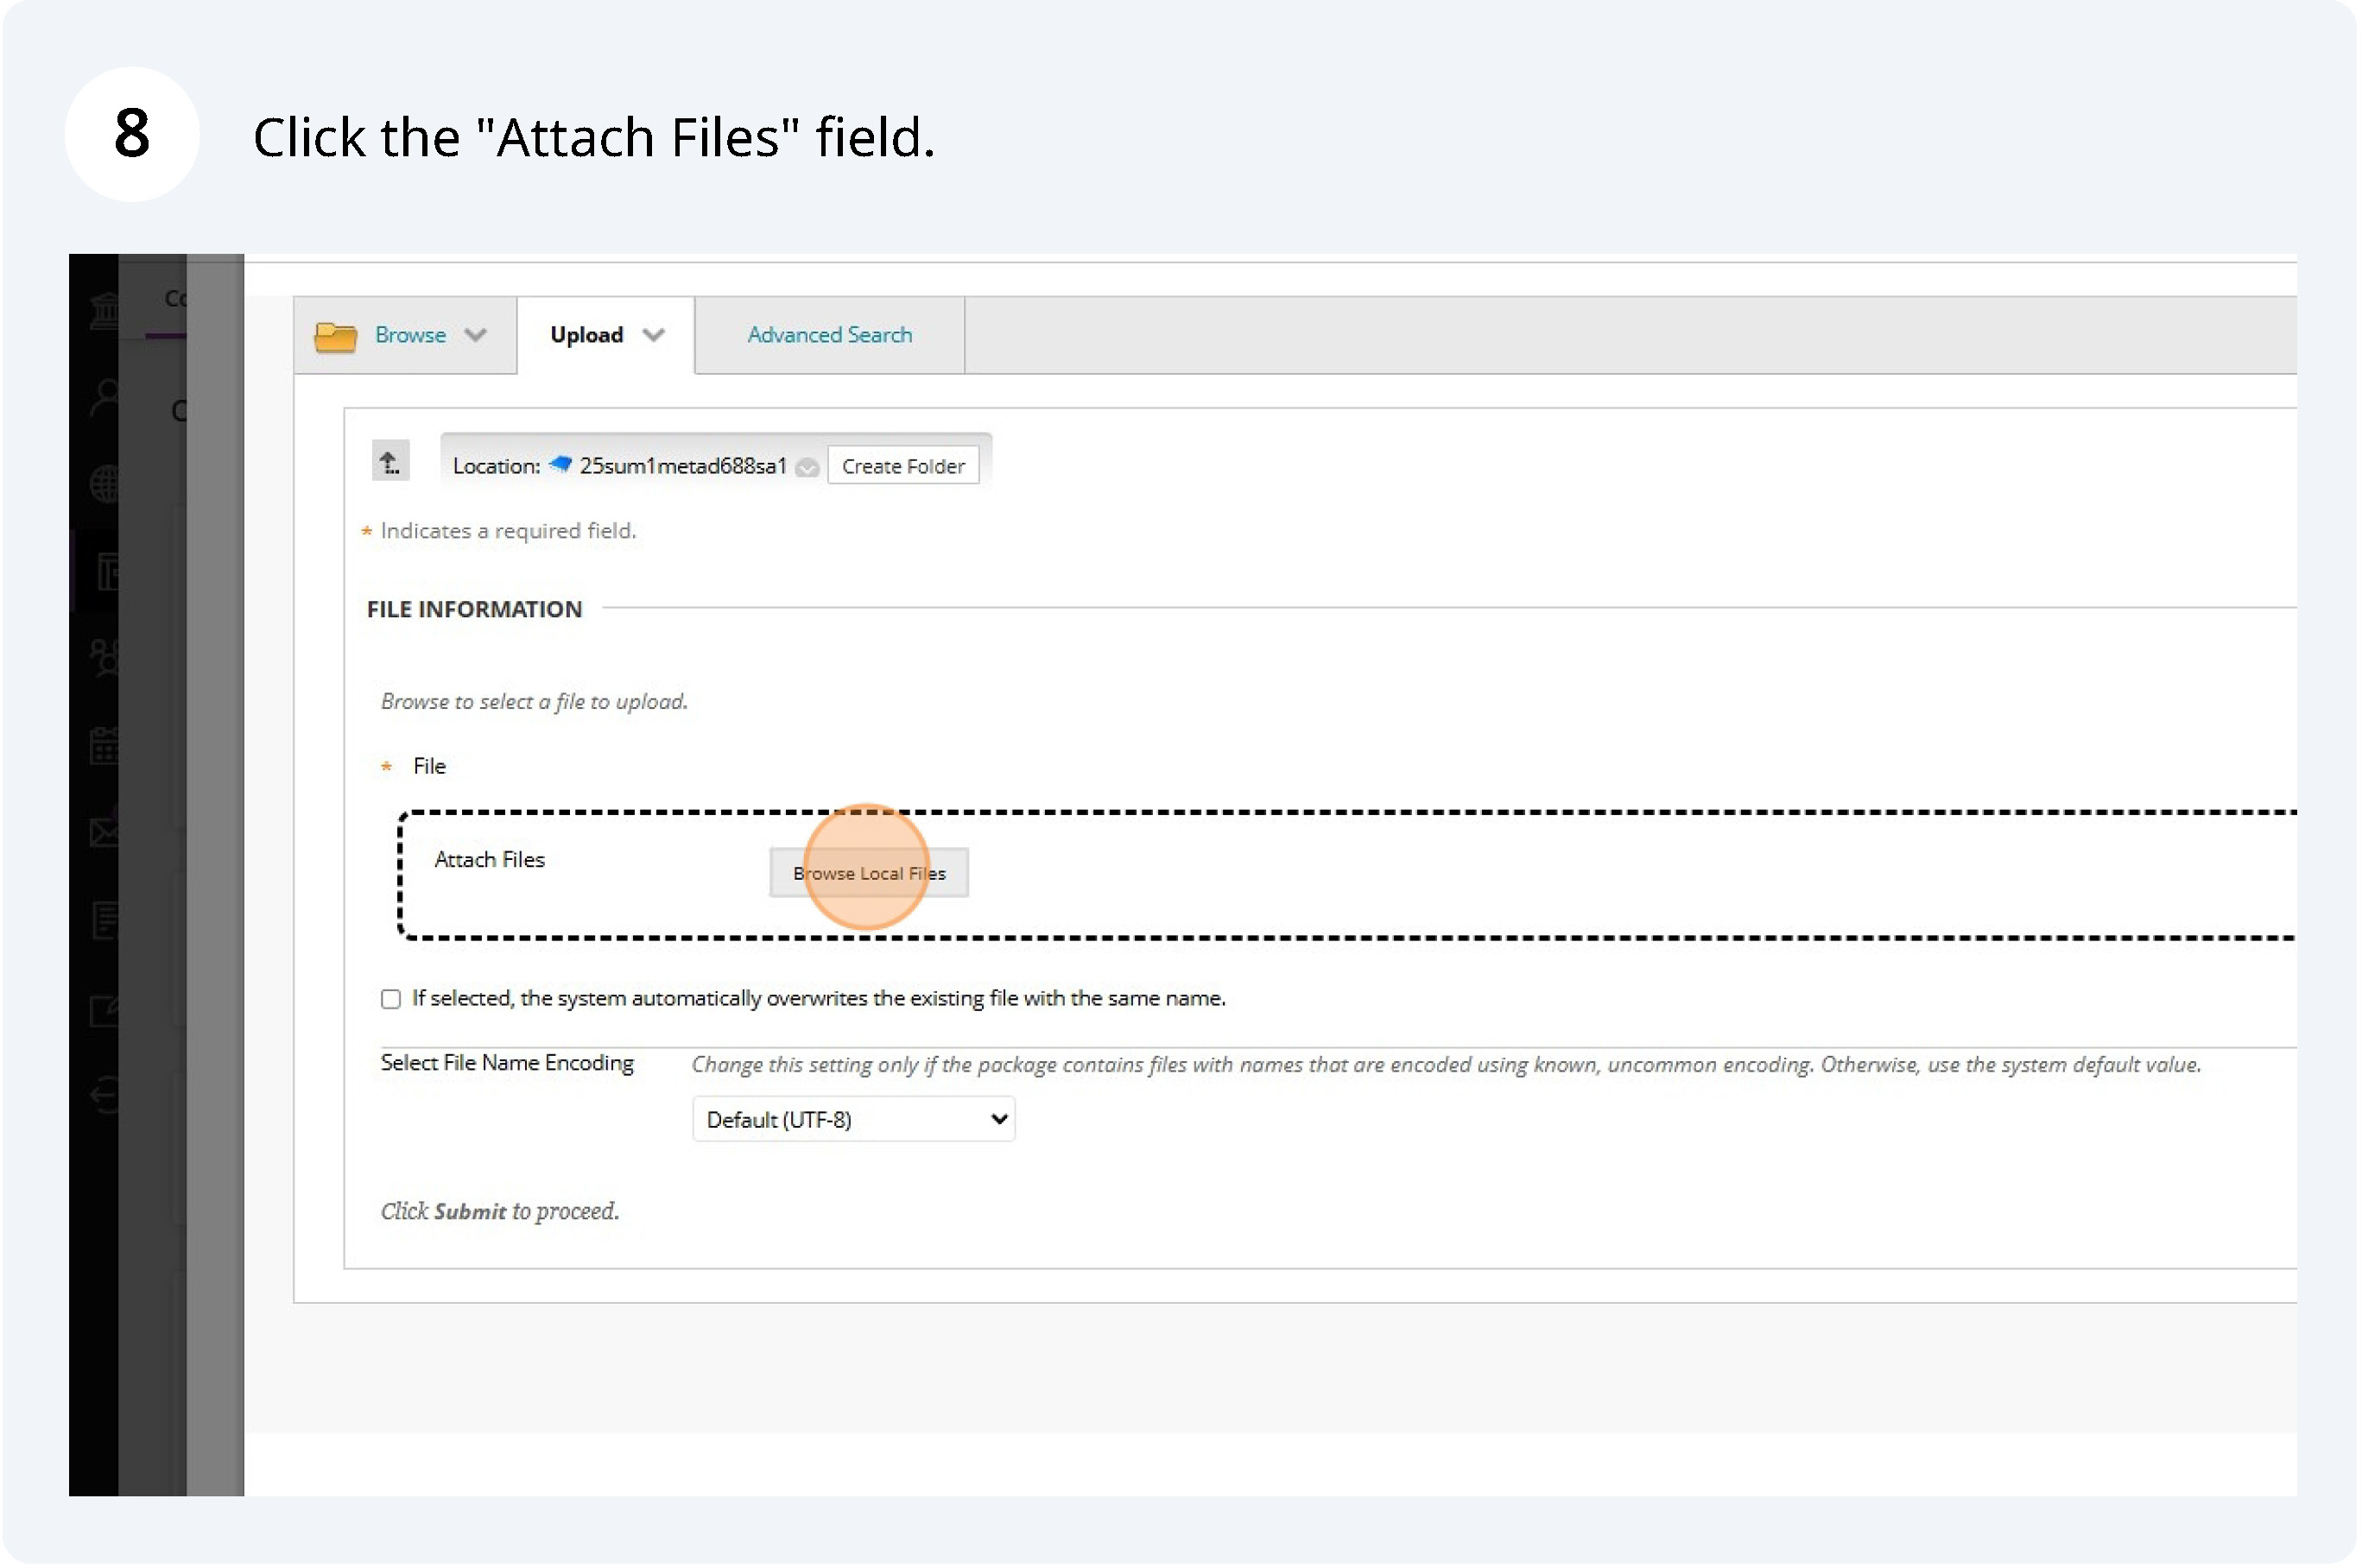 8
Click the "Attach Files" field.
Co
C
Browse
Upload
Advanced Search
Location: 25sum1metad688sa1 Create Folder
* Indicates a required field.
FILE INFORMATION
Browse to select a file to upload.
* File
Attach Files
Browse Local Files
If selected, the system automatically overwrites the existing file with the same name.
Select File Name Encoding
Change this setting only if the package contains files with names that are encoded using known, uncommon encoding. Otherwise, use the system default value.
Default (UTF-8)
Click Submit to proceed.